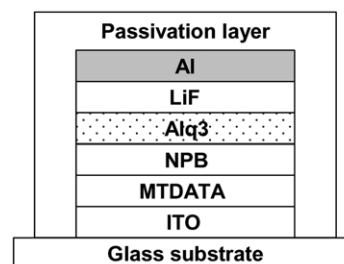 Passivation layer
Al
LiF
Alq3
NPB
MTDATA
ITO
Glass substrate